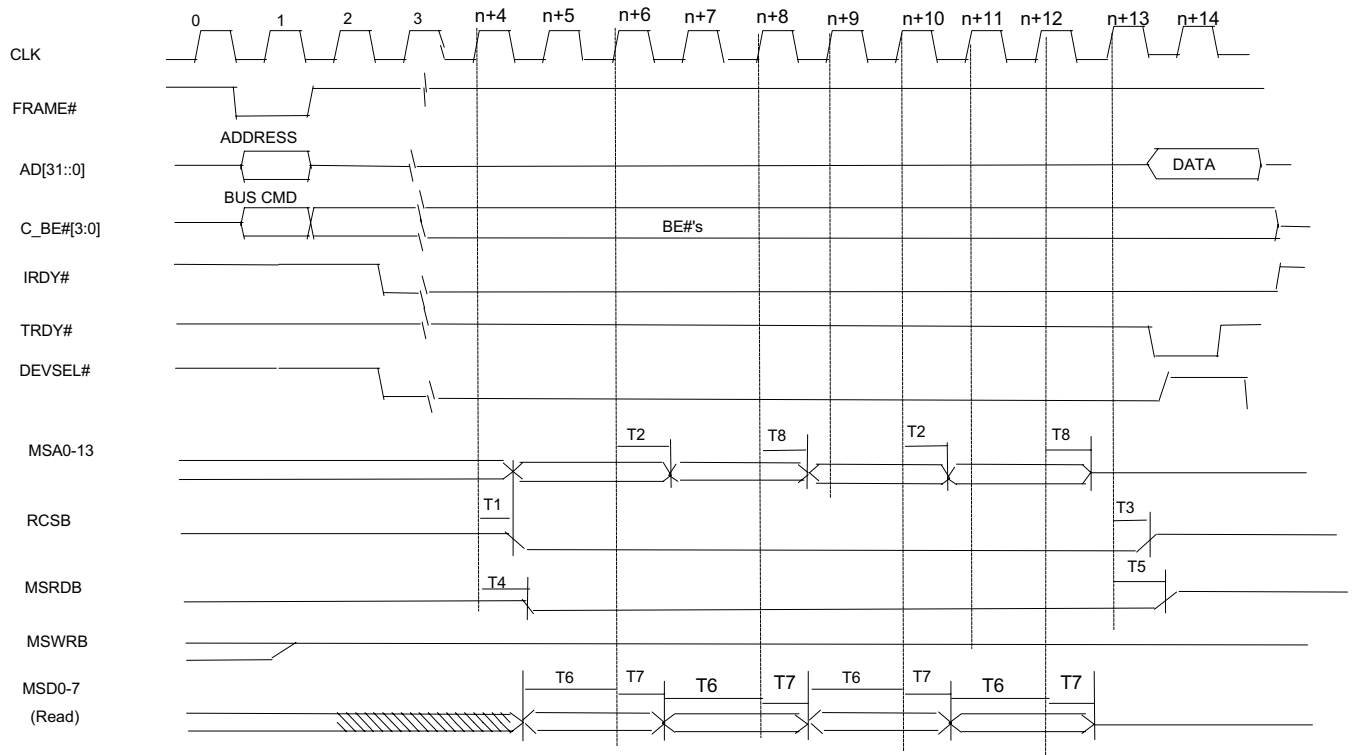 0 1 2 3 n+4 n+5 n+6 n+7 n+8 n+9 n+10 n+11 n+12 n+13 n+14
CLK
FRAME#
ADDRESS
AD[31::0] DATA
BUS CMD
C_BE#[3:0] BE#'s
IRDY#
TRDY#
DEVSEL#
T2 T8 T2 T8
MSA0-13
T1 T3
RCSB
T4 T5
MSRDB
MSWRB
T6 T7 T6 T7 T6 T7 T6 T7
MSD0-7
(Read)